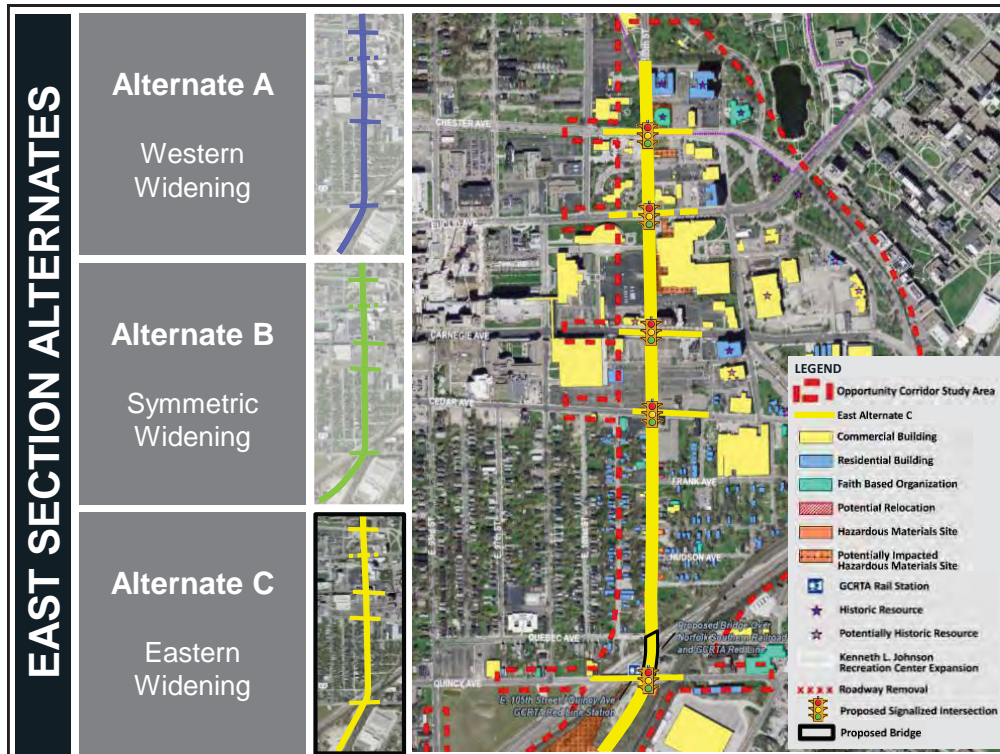 EAST SECTION ALTERNATES
Alternate A
Western
Widening
Alternate B
Symmetric
Widening
Alternate C
Eastern
Widening
CHESTER AVE
CARNEGIE AVE
CEDAR AVE
FRANK AVE
HUDSON AVE
QUEBEC AVE
QUINCY AVE
Proposed Bridge Over
Norfolk Southern Railroad
and GCRTA Red Line
E. 105th Street / Quincy Ave
GCRTA Red Line Station
LEGEND
Opportunity Corridor Study Area
East Alternate C
Commercial Building
Residential Building
Faith Based Organization
Potential Relocation
Hazardous Materials Site
Potentially Impacted
Hazardous Materials Site
GCRTA Rail Station
Historic Resource
Potentially Historic Resource
Kenneth L. Johnson
Recreation Center Expansion
Roadway Removal
Proposed Signalized Intersection
Proposed Bridge